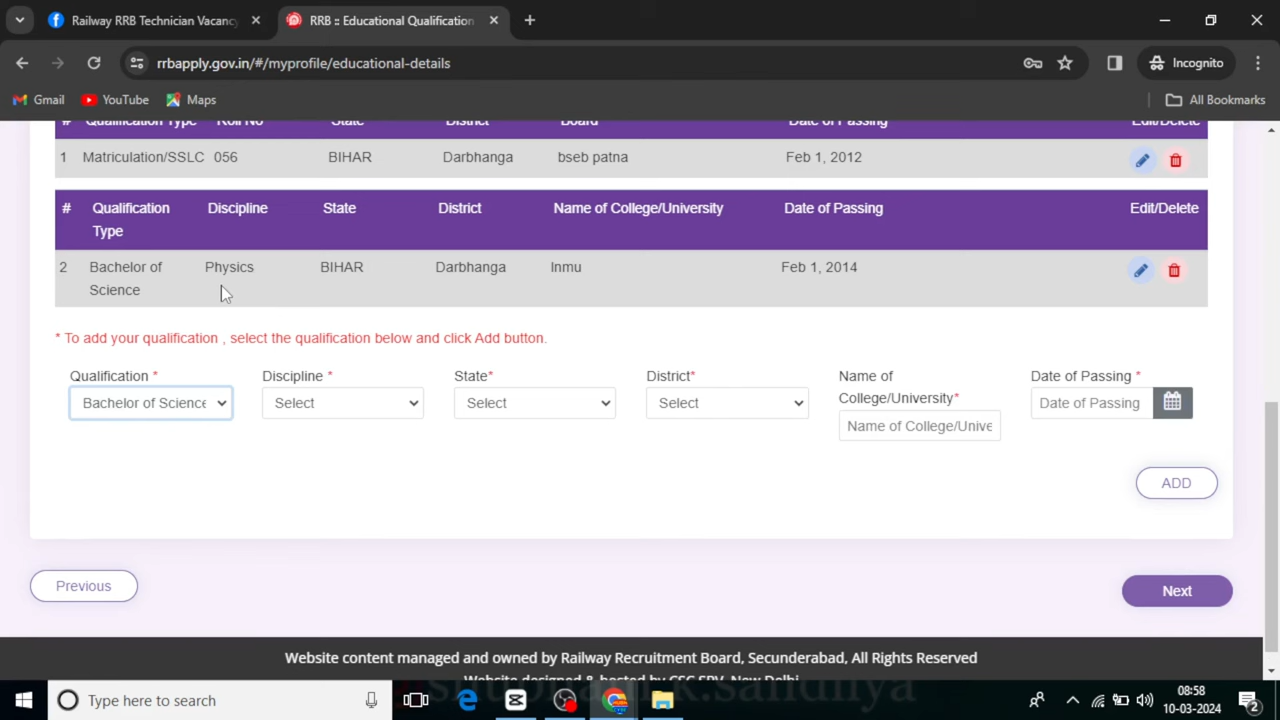 Railway RRB Technician Vacancy
RRB :: Educational Qualification
rrbapply.gov.in/#/myprofile/educational-details
Incognito
Gmail
YouTube
Maps
All Bookmarks
# Qualification Type Roll No State District Board Date of Passing Edit/Delete
1 Matriculation/SSLC 056 BIHAR Darbhanga bseb patna Feb 1, 2012
# Qualification Discipline State District Name of College/University Date of Passing Edit/Delete
Type
2 Bachelor of Physics BIHAR Darbhanga lnmu Feb 1, 2014
Science
* To add your qualification , select the qualification below and click Add button.
Qualification * Discipline * State* District* Name of Date of Passing *
College/University*
Bachelor of Science Select Select Select Date of Passing
Name of College/Unive
ADD
Previous
Next
Website content managed and owned by Railway Recruitment Board, Secunderabad, All Rights Reserved
Website designed & hosted by CSC SPV, New Delhi
Type here to search
08:58
10-03-2024
2